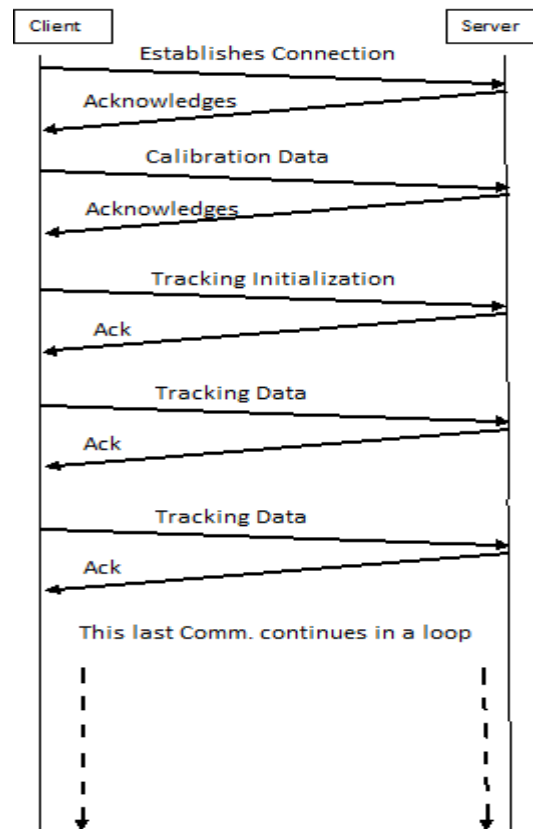 Client
Server
Establishes Connection
Acknowledges
Calibration Data
Acknowledges
Tracking Initialization
Ack
Tracking Data
Ack
Tracking Data
Ack
This last Comm. continues in a loop